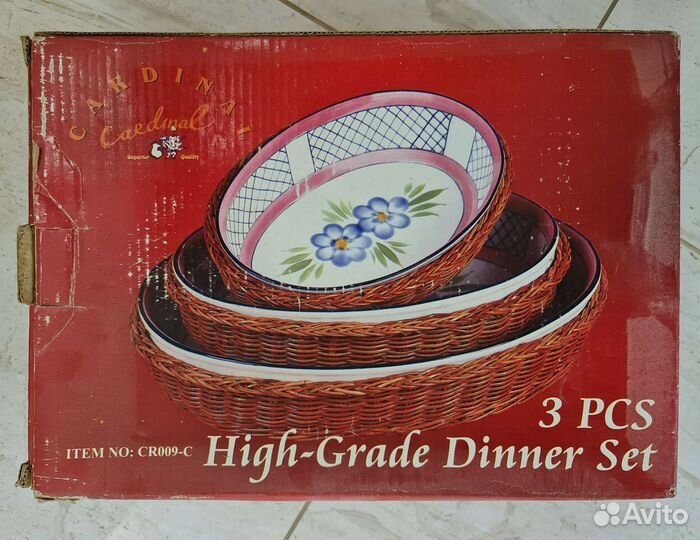 CARDINAL
Cardinal
Superior Quality
3 PCS
ITEM NO: CR009-C High-Grade Dinner Set
Avito